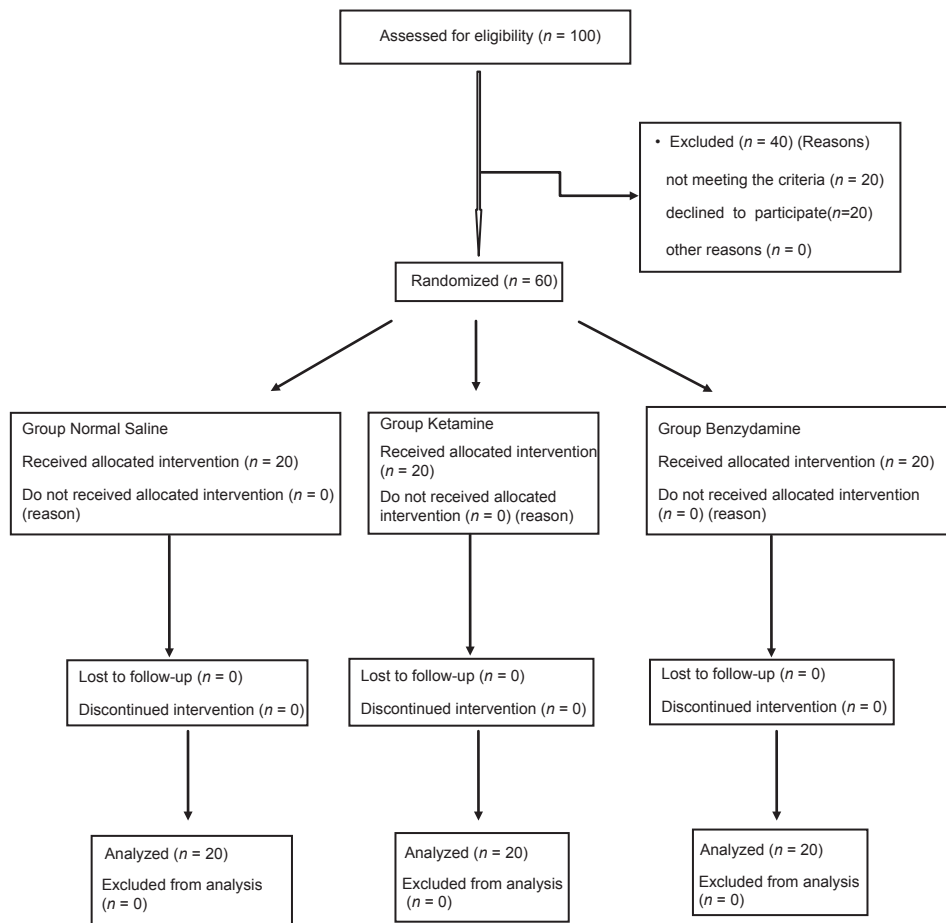 Assessed for eligibility (n = 100)
• Excluded (n = 40) (Reasons)
not meeting the criteria (n = 20)
declined to participate(n=20)
other reasons (n = 0)
Randomized (n = 60)
Group Normal Saline
Received allocated intervention (n = 20)
Do not received allocated intervention (n = 0)
(reason)
Group Ketamine
Received allocated intervention
(n = 20)
Do not received allocated
intervention (n = 0) (reason)
Group Benzydamine
Received allocated intervention (n = 20)
Do not received allocated intervention
(n = 0) (reason)
Lost to follow-up (n = 0)
Discontinued intervention (n = 0)
Lost to follow-up (n = 0)
Discontinued intervention (n = 0)
Lost to follow-up (n = 0)
Discontinued intervention (n = 0)
Analyzed (n = 20)
Excluded from analysis
(n = 0)
Analyzed (n = 20)
Excluded from analysis
(n = 0)
Analyzed (n = 20)
Excluded from analysis
(n = 0)